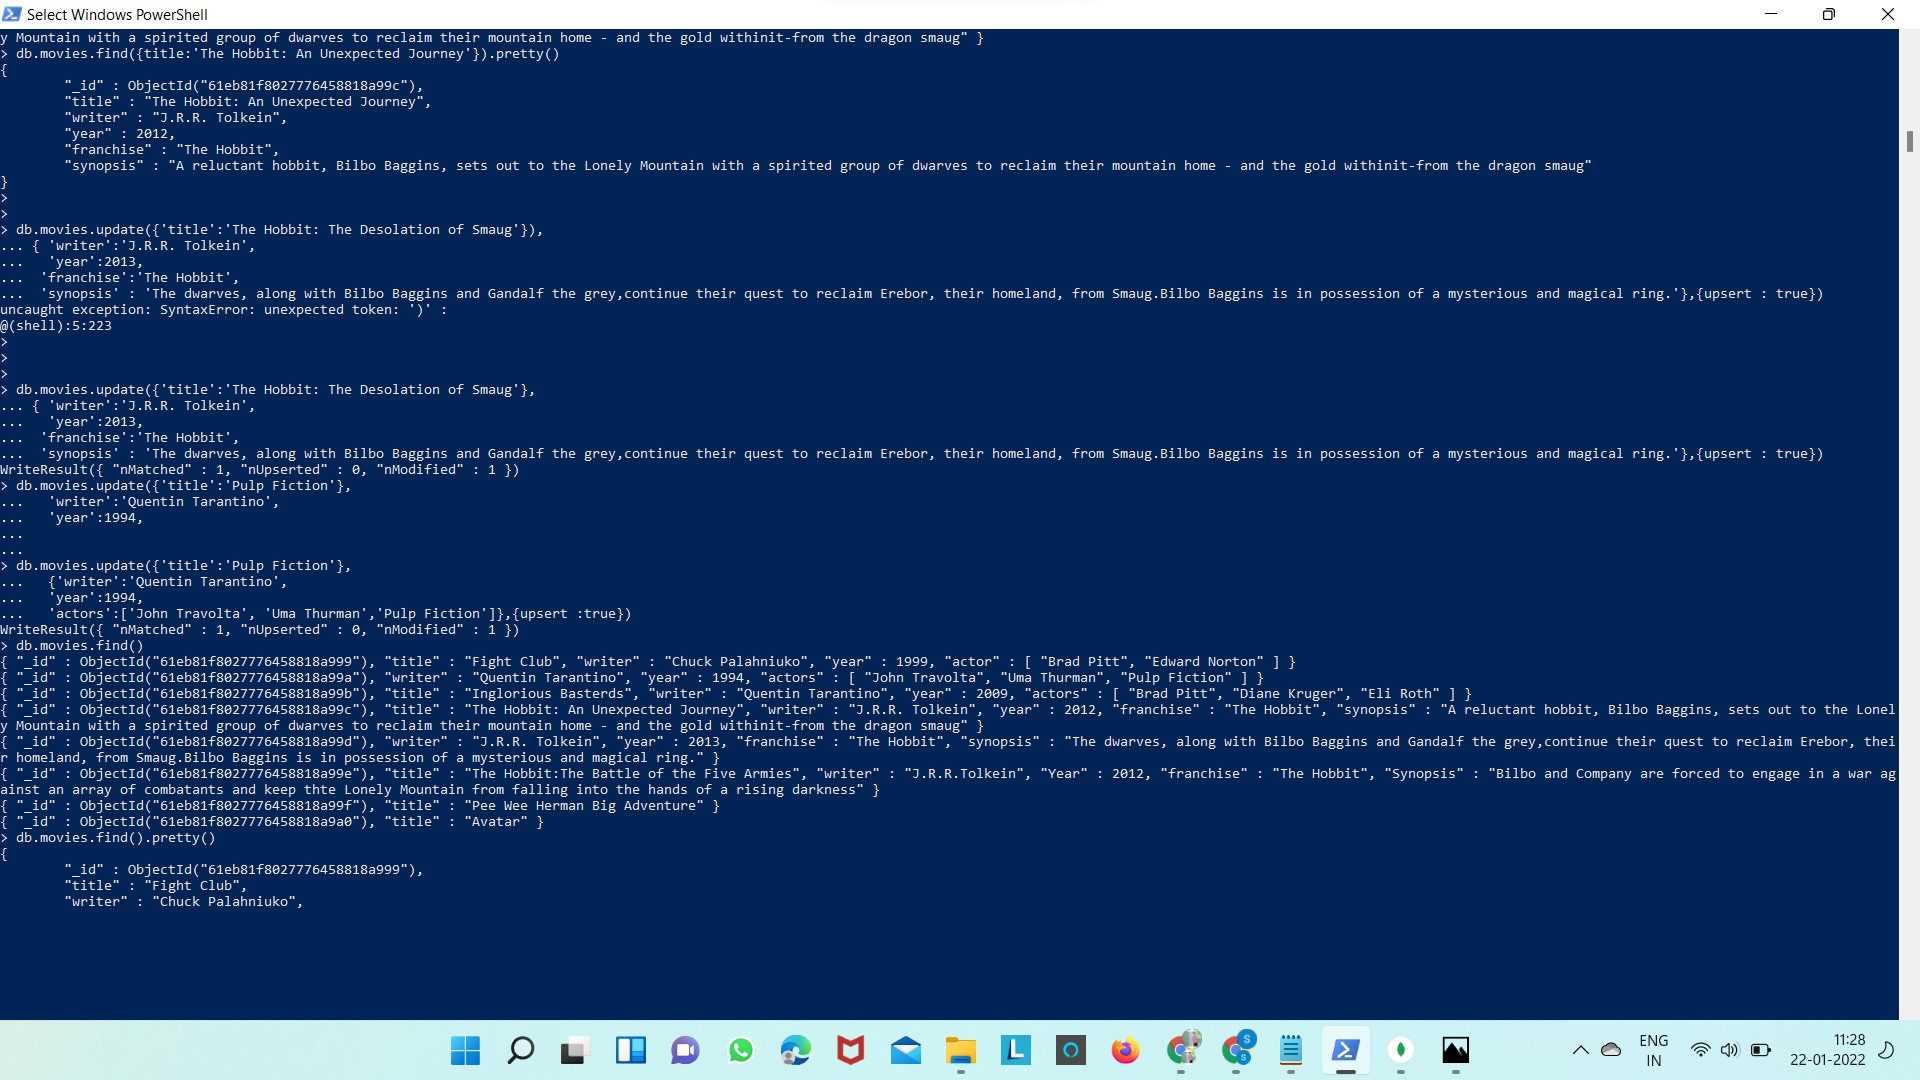 Select Windows PowerShell
y Mountain with a spirited group of dwarves to reclaim their mountain home - and the gold withinit-from the dragon smaug" }
> db.movies.find({title:'The Hobbit: An Unexpected Journey'}).pretty()
{
        "_id" : ObjectId("61eb81f8027776458818a99c"),
        "title" : "The Hobbit: An Unexpected Journey",
        "writer" : "J.R.R. Tolkein",
        "year" : 2012,
        "franchise" : "The Hobbit",
        "synopsis" : "A reluctant hobbit, Bilbo Baggins, sets out to the Lonely Mountain with a spirited group of dwarves to reclaim their mountain home - and the gold withinit-from the dragon smaug"
}
>
>
> db.movies.update({'title':'The Hobbit: The Desolation of Smaug'}),
... { 'writer':'J.R.R. Tolkein',
...   'year':2013,
...  'franchise':'The Hobbit',
...  'synopsis' : 'The dwarves, along with Bilbo Baggins and Gandalf the grey,continue their quest to reclaim Erebor, their homeland, from Smaug.Bilbo Baggins is in possession of a mysterious and magical ring.'},{upsert : true})
uncaught exception: SyntaxError: unexpected token: ')' :
@(shell):5:223
>
>
>
> db.movies.update({'title':'The Hobbit: The Desolation of Smaug'},
... { 'writer':'J.R.R. Tolkein',
...   'year':2013,
...  'franchise':'The Hobbit',
...  'synopsis' : 'The dwarves, along with Bilbo Baggins and Gandalf the grey,continue their quest to reclaim Erebor, their homeland, from Smaug.Bilbo Baggins is in possession of a mysterious and magical ring.'},{upsert : true})
WriteResult({ "nMatched" : 1, "nUpserted" : 0, "nModified" : 1 })
> db.movies.update({'title':'Pulp Fiction'},
...   'writer':'Quentin Tarantino',
...   'year':1994,
...
...
> db.movies.update({'title':'Pulp Fiction'},
...   {'writer':'Quentin Tarantino',
...   'year':1994,
...   'actors':['John Travolta', 'Uma Thurman','Pulp Fiction']},{upsert :true})
WriteResult({ "nMatched" : 1, "nUpserted" : 0, "nModified" : 1 })
> db.movies.find()
{ "_id" : ObjectId("61eb81f8027776458818a999"), "title" : "Fight Club", "writer" : "Chuck Palahniuko", "year" : 1999, "actor" : [ "Brad Pitt", "Edward Norton" ] }
{ "_id" : ObjectId("61eb81f8027776458818a99a"), "writer" : "Quentin Tarantino", "year" : 1994, "actors" : [ "John Travolta", "Uma Thurman", "Pulp Fiction" ] }
{ "_id" : ObjectId("61eb81f8027776458818a99b"), "title" : "Inglorious Basterds", "writer" : "Quentin Tarantino", "year" : 2009, "actors" : [ "Brad Pitt", "Diane Kruger", "Eli Roth" ] }
{ "_id" : ObjectId("61eb81f8027776458818a99c"), "title" : "The Hobbit: An Unexpected Journey", "writer" : "J.R.R. Tolkein", "year" : 2012, "franchise" : "The Hobbit", "synopsis" : "A reluctant hobbit, Bilbo Baggins, sets out to the Lonel
y Mountain with a spirited group of dwarves to reclaim their mountain home - and the gold withinit-from the dragon smaug" }
{ "_id" : ObjectId("61eb81f8027776458818a99d"), "writer" : "J.R.R. Tolkein", "year" : 2013, "franchise" : "The Hobbit", "synopsis" : "The dwarves, along with Bilbo Baggins and Gandalf the grey,continue their quest to reclaim Erebor, thei
r homeland, from Smaug.Bilbo Baggins is in possession of a mysterious and magical ring." }
{ "_id" : ObjectId("61eb81f8027776458818a99e"), "title" : "The Hobbit:The Battle of the Five Armies", "writer" : "J.R.R.Tolkein", "Year" : 2012, "franchise" : "The Hobbit", "Synopsis" : "Bilbo and Company are forced to engage in a war ag
ainst an array of combatants and keep thte Lonely Mountain from falling into the hands of a rising darkness" }
{ "_id" : ObjectId("61eb81f8027776458818a99f"), "title" : "Pee Wee Herman Big Adventure" }
{ "_id" : ObjectId("61eb81f8027776458818a9a0"), "title" : "Avatar" }
> db.movies.find().pretty()
{
        "_id" : ObjectId("61eb81f8027776458818a999"),
        "title" : "Fight Club",
        "writer" : "Chuck Palahniuko",
L
S
S
ENG
IN
11:28
22-01-2022